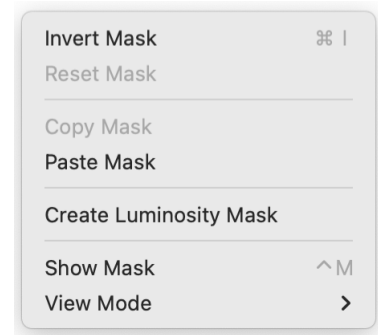 Invert Mask ⌘ I
Reset Mask
Copy Mask
Paste Mask
Create Luminosity Mask
Show Mask ^M
View Mode >